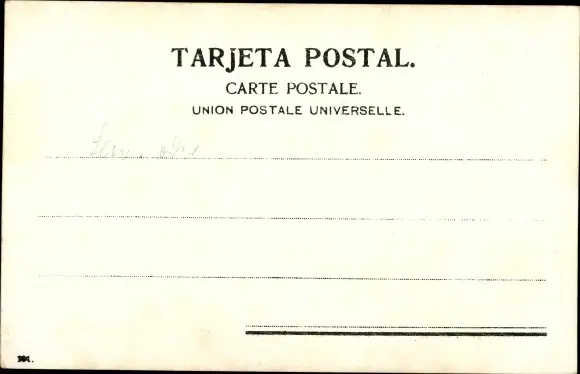 TARJETA POSTAL.
CARTE POSTALE.
UNION POSTALE UNIVERSELLE.